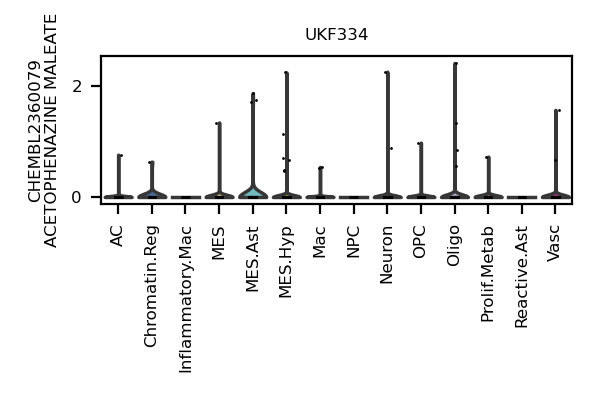 UKF334
CHEMBL2360079
ACETOPHENAZINE MALEATE
2
0
AC
Chromatin.Reg
Inflammatory.Mac
MES
MES.Ast
MES.Hyp
Mac
NPC
Neuron
OPC
Oligo
Prolif.Metab
Reactive.Ast
Vasc